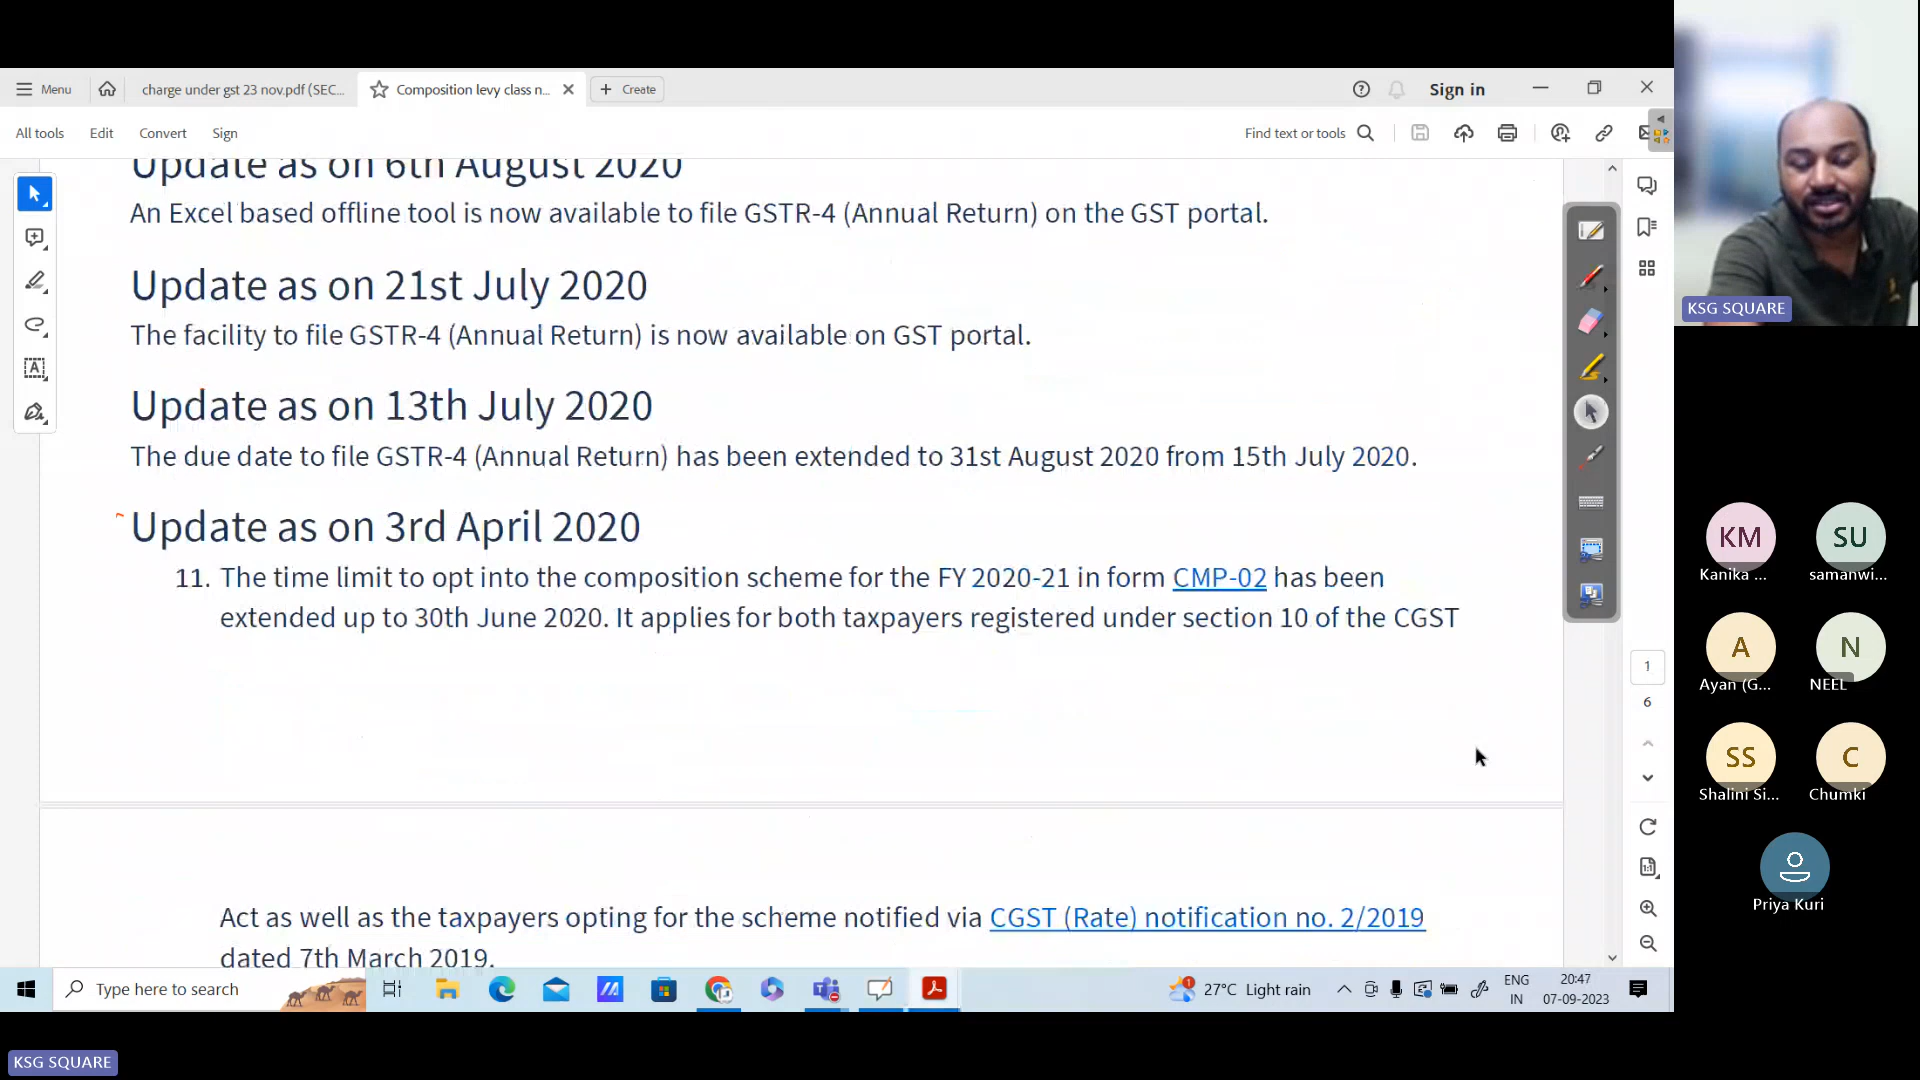 Menu
charge under gst 23 nov.pdf (SEC...
Composition levy class n...
Create
Sign in
All tools
Edit
Convert
Sign
Find text or tools
Update as on 6th August 2020
An Excel based offline tool is now available to file GSTR-4 (Annual Return) on the GST portal.
Update as on 21st July 2020
The facility to file GSTR-4 (Annual Return) is now available on GST portal.
Update as on 13th July 2020
The due date to file GSTR-4 (Annual Return) has been extended to 31st August 2020 from 15th July 2020.
Update as on 3rd April 2020
11. The time limit to opt into the composition scheme for the FY 2020-21 in form CMP-02 has been
extended up to 30th June 2020. It applies for both taxpayers registered under section 10 of the CGST
Act as well as the taxpayers opting for the scheme notified via CGST (Rate) notification no. 2/2019
dated 7th March 2019.
1
6
KSG SQUARE
KM
Kanika ...
SU
samanwi...
A
Ayan (G...
N
NEEL
SS
Shalini Si...
C
Chumki
Priya Kuri
Type here to search
27°C Light rain
ENG
IN
20:47
07-09-2023
KSG SQUARE